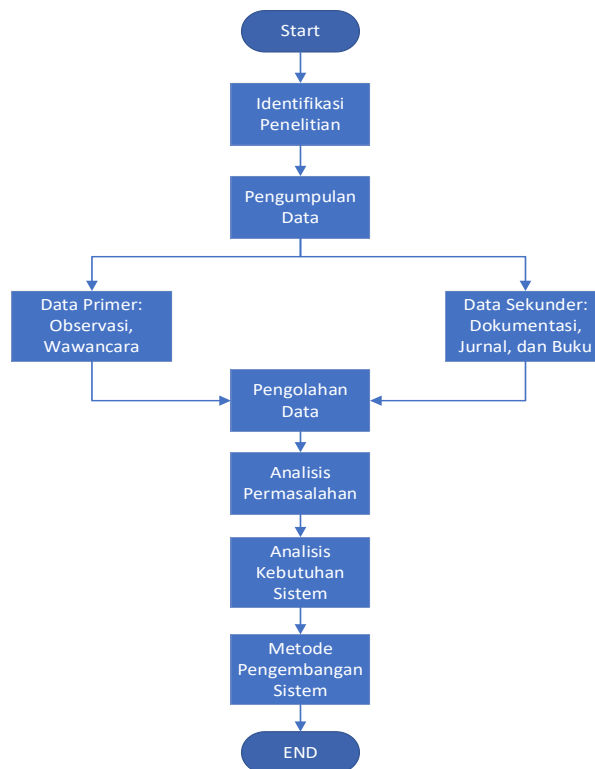 Start
Identifikasi
Penelitian
Pengumpulan
Data
Data Primer:
Observasi,
Wawancara
Data Sekunder:
Dokumentasi,
Jurnal, dan Buku
Pengolahan
Data
Analisis
Permasalahan
Analisis
Kebutuhan
Sistem
Metode
Pengembangan
Sistem
END